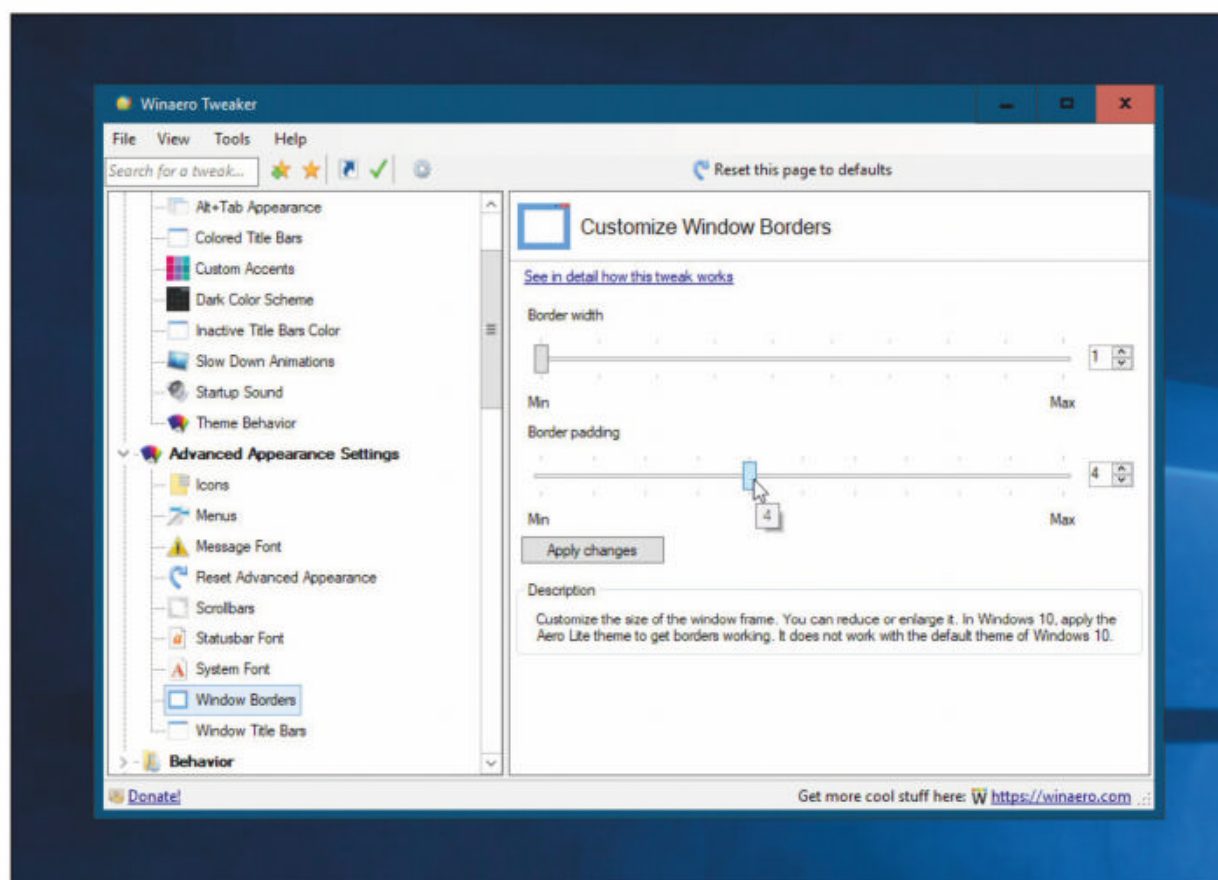 Winaero Tweaker
File View Tools Help
Search for a tweak...
Reset this page to defaults
Alt+Tab Appearance
Colored Title Bars
Custom Accents
Dark Color Scheme
Inactive Title Bars Color
Slow Down Animations
Startup Sound
Theme Behavior
Advanced Appearance Settings
Icons
Menus
Message Font
Reset Advanced Appearance
Scrollbars
Statusbar Font
System Font
Window Borders
Window Title Bars
Behavior
Customize Window Borders
See in detail how this tweak works
Border width
1
Min Max
Border padding
4
4
Min Max
Apply changes
Description
Customize the size of the window frame. You can reduce or enlarge it. In Windows 10, apply the
Aero Lite theme to get borders working. It does not work with the default theme of Windows 10.
Donate!
Get more cool stuff here: W https://winaero.com